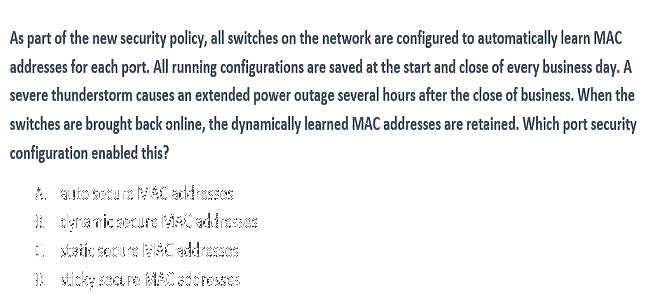 As part of the new security policy, all switches on the network are configured to automatically learn MAC
addresses for each port. All running configurations are saved at the start and close of every business day. A
severe thunderstorm causes an extended power outage several hours after the close of business. When the
switches are brought back online, the dynamically learned MAC addresses are retained. Which port security
configuration enabled this?
A. auto secure MAC addresses
B. dynamic secure MAC addresses
C. static secure MAC addresses
D. sticky secure MAC addresses